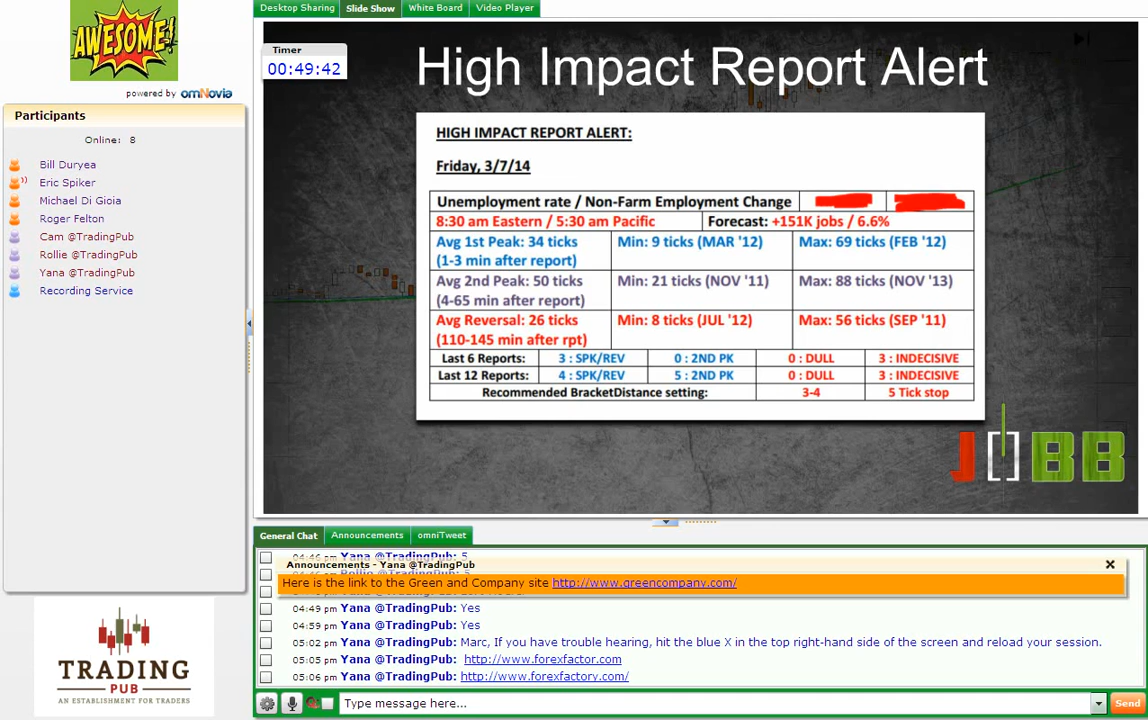 AWESOME!
powered by omNovia
Participants
Online: 8
Bill Duryea
Eric Spiker
Michael Di Gioia
Roger Felton
Cam @TradingPub
Rollie @TradingPub
Yana @TradingPub
Recording Service
TRADING
PUB
AN ESTABLISHMENT FOR TRADERS
Desktop Sharing Slide Show White Board Video Player
Timer
00:49:42
High Impact Report Alert
HIGH IMPACT REPORT ALERT:
Friday, 3/7/14
Unemployment rate / Non-Farm Employment Change
8:30 am Eastern / 5:30 am Pacific Forecast: +151K jobs / 6.6%
Avg 1st Peak: 34 ticks Min: 9 ticks (MAR '12) Max: 69 ticks (FEB '12)
(1-3 min after report)
Avg 2nd Peak: 50 ticks Min: 21 ticks (NOV '11) Max: 88 ticks (NOV '13)
(4-65 min after report)
Avg Reversal: 26 ticks Min: 8 ticks (JUL '12) Max: 56 ticks (SEP '11)
(110-145 min after rpt)
Last 6 Reports: 3 : SPK/REV 0 : 2ND PK 0 : DULL 3 : INDECISIVE
Last 12 Reports: 4 : SPK/REV 5 : 2ND PK 0 : DULL 3 : INDECISIVE
Recommended BracketDistance setting: 3-4 5 Tick stop
J BB
General Chat Announcements omniTweet
04:46 pm Yana @TradingPub: 5
Announcements - Yana @TradingPub
Here is the link to the Green and Company site http://www.greencompany.com/
04:49 pm Yana @TradingPub: Yes
04:59 pm Yana @TradingPub: Yes
05:02 pm Yana @TradingPub: Marc, If you have trouble hearing, hit the blue X in the top right-hand side of the screen and reload your session.
05:05 pm Yana @TradingPub: http://www.forexfactor.com
05:06 pm Yana @TradingPub: http://www.forexfactory.com/
Type message here...
Send